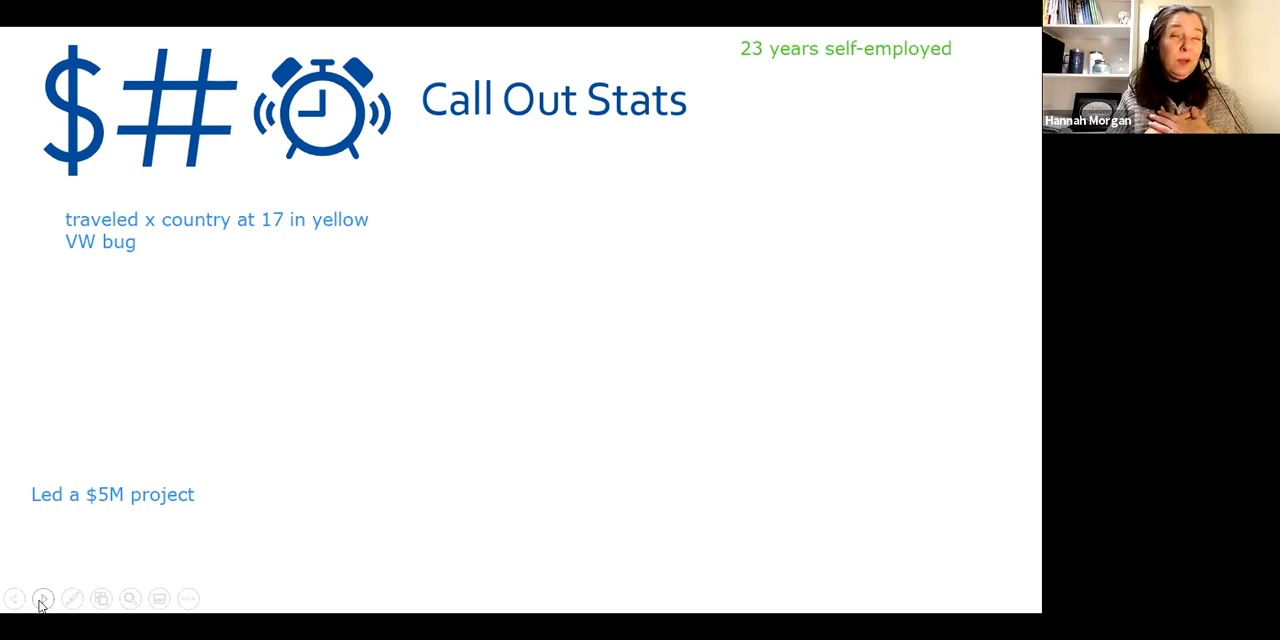 23 years self-employed
$# Call Out Stats
traveled x country at 17 in yellow
VW bug
Led a $5M project
Hannah Morgan